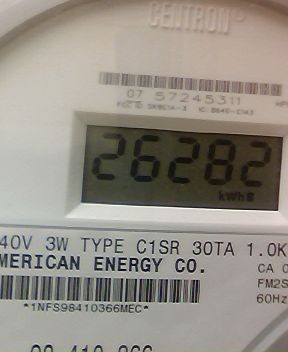 CENTRON®
07 57245311
26282
kWh
40V 3W TYPE C1SR 30TA 1.0K
MERICAN ENERGY CO.
CA 0
FM2S
60Hz
*1NFS98410366MEC*